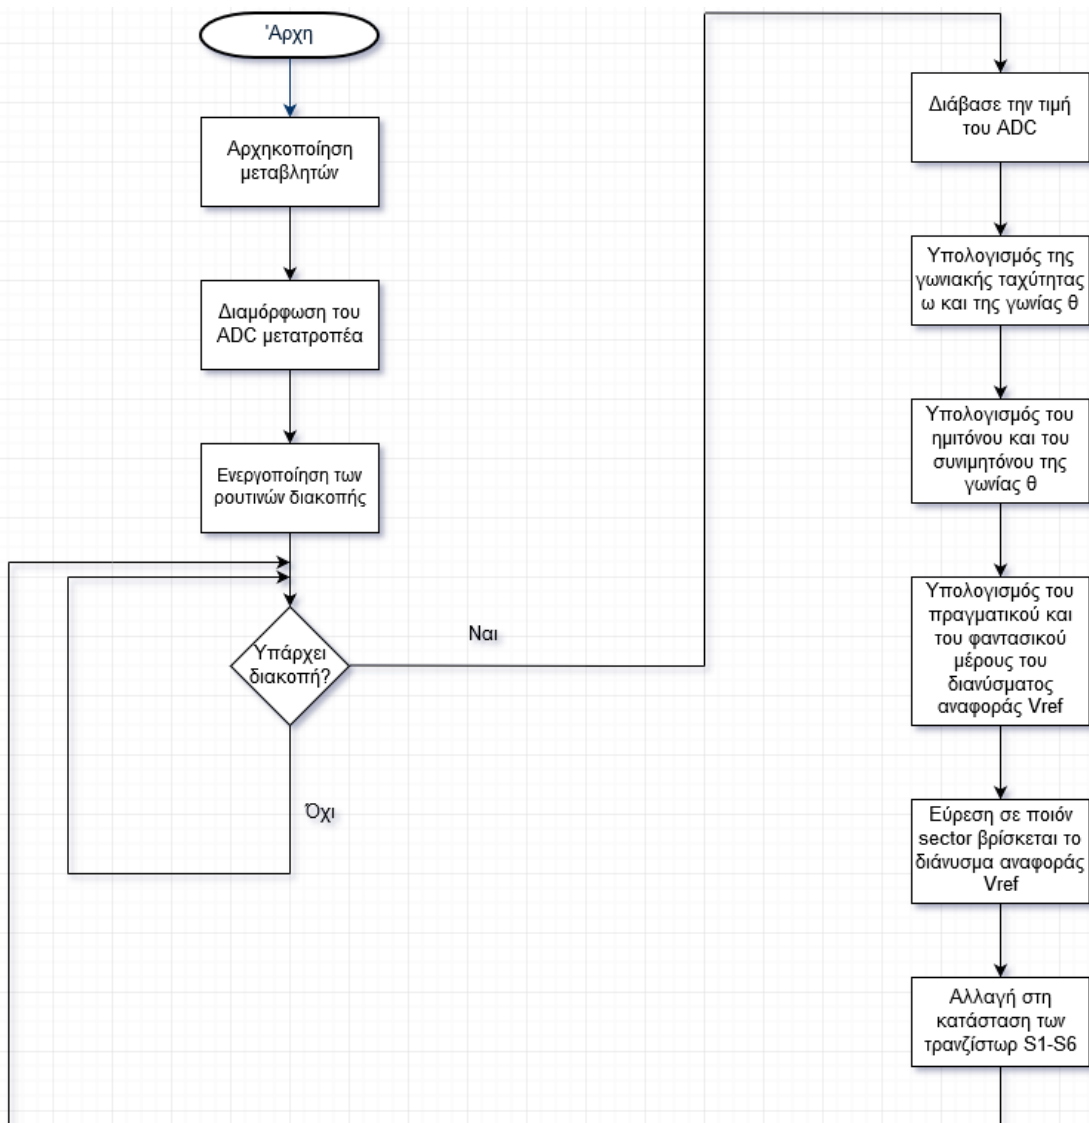 Άρχη
Αρχηκοποίηση
μεταβλητών
Διαμόρφωση του
ADC μετατροπέα
Ενεργοποίηση των
ρουτινών διακοπής
Υπάρχει
διακοπή?
Ναι
Όχι
Διάβασε την τιμή
του ADC
Υπολογισμός της
γωνιακής ταχύτητας
ω και της γωνίας θ
Υπολογισμός του
ημιτόνου και του
συνιμητόνου της
γωνίας θ
Υπολογισμός του
πραγματικού και
του φαντασικού
μέρους του
διανύσματος
αναφοράς Vref
Εύρεση σε ποιόν
sector βρίσκεται το
διάνυσμα αναφοράς
Vref
Αλλαγή στη
κατάσταση των
τρανζίστωρ S1-S6